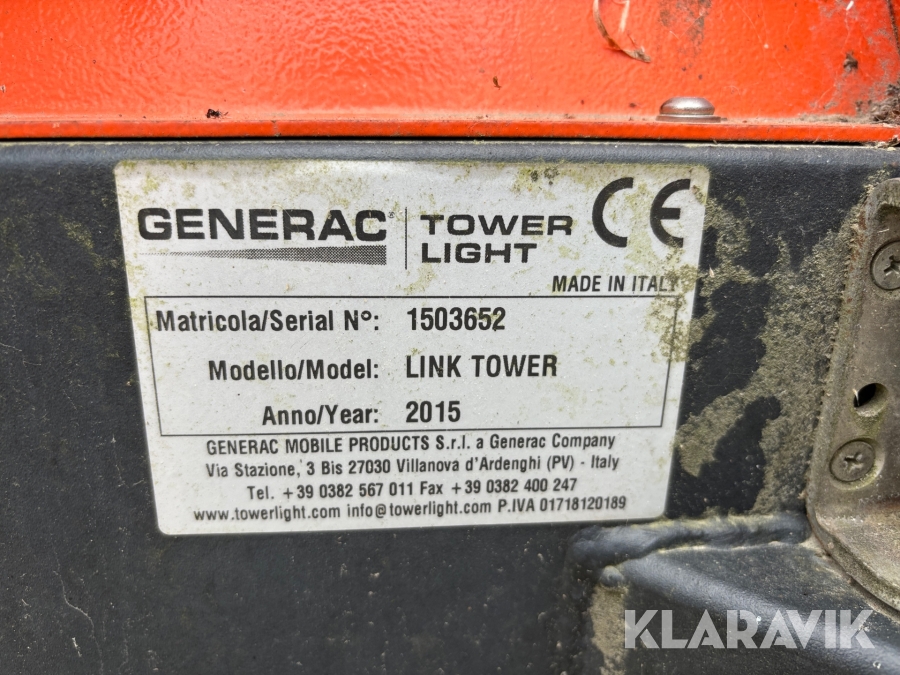 GENERAC
TOWER
LIGHT
CE
MADE IN ITALY
Matricola/Serial N°: 1503652
Modello/Model: LINK TOWER
Anno/Year: 2015
GENERAC MOBILE PRODUCTS S.r.l. a Generac Company
Via Stazione, 3 Bis 27030 Villanova d'Ardenghi (PV) - Italy
Tel. +39 0382 567 011 Fax +39 0382 400 247
www.towerlight.com info@towerlight.com P.IVA 01718120189
KLARAVIK